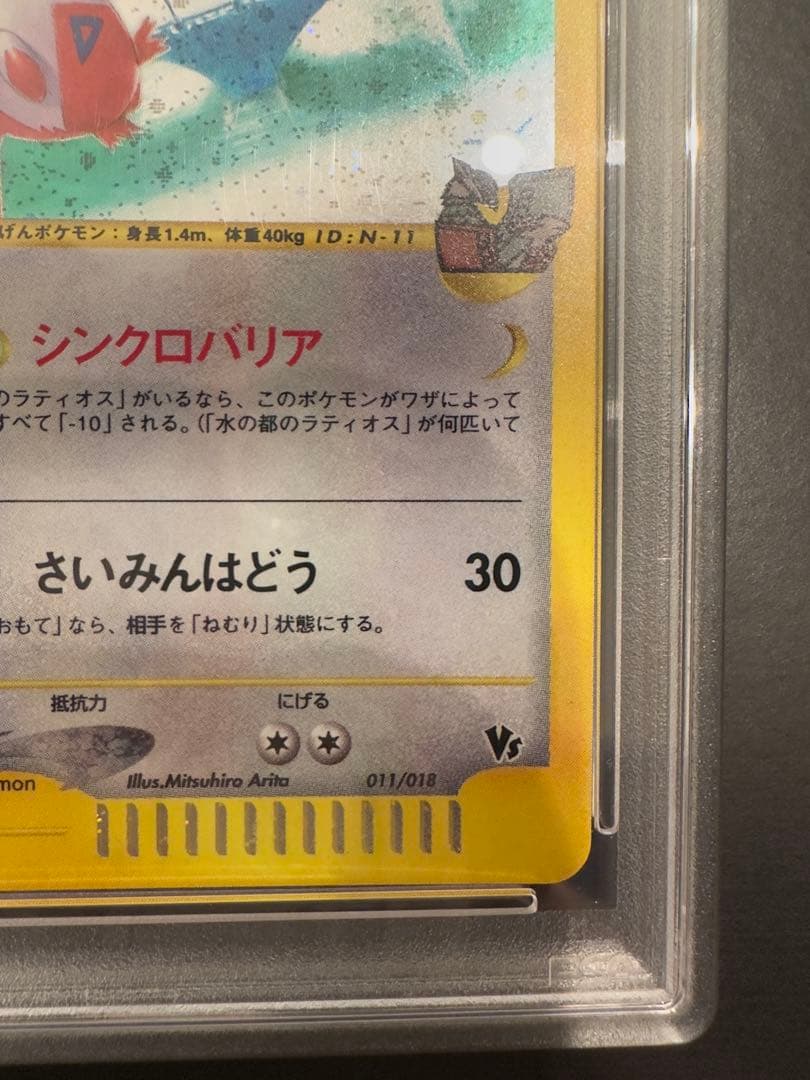 げんポケモン：身長1.4m、体重40kg ID：N-11
シンクロバリア
のラティオス」がいるなら、このポケモンがワザによって
すべて「-10」される。（「水の都のラティオス」が何匹いて
さいみんはどう 30
おもて」なら、相手を「ねむり」状態にする。
抵抗力 にげる
VS
mon Illus.Mitsuhiro Arita 011/018